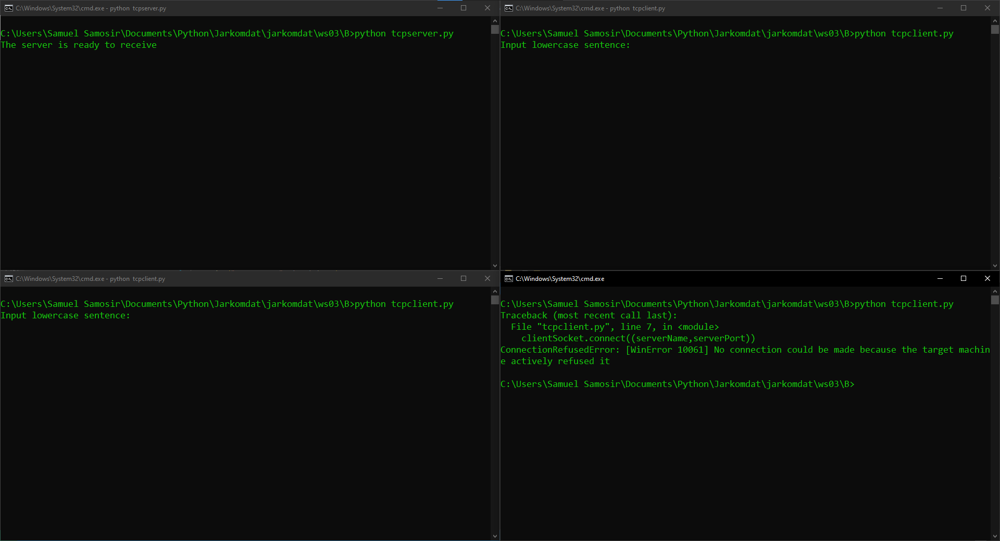 C:\Windows\System32\cmd.exe - python  tcpserver.py
C:\Users\Samuel Samosir\Documents\Python\Jarkomdat\jarkomdat\ws03\B>python tcpserver.py
The server is ready to receive
C:\Windows\System32\cmd.exe - python  tcpclient.py
C:\Users\Samuel Samosir\Documents\Python\Jarkomdat\jarkomdat\ws03\B>python tcpclient.py
Input lowercase sentence:
C:\Windows\System32\cmd.exe - python  tcpclient.py
C:\Users\Samuel Samosir\Documents\Python\Jarkomdat\jarkomdat\ws03\B>python tcpclient.py
Input lowercase sentence:
C:\Windows\System32\cmd.exe
C:\Users\Samuel Samosir\Documents\Python\Jarkomdat\jarkomdat\ws03\B>python tcpclient.py
Traceback (most recent call last):
  File "tcpclient.py", line 7, in <module>
    clientSocket.connect((serverName,serverPort))
ConnectionRefusedError: [WinError 10061] No connection could be made because the target machin
e actively refused it
C:\Users\Samuel Samosir\Documents\Python\Jarkomdat\jarkomdat\ws03\B>